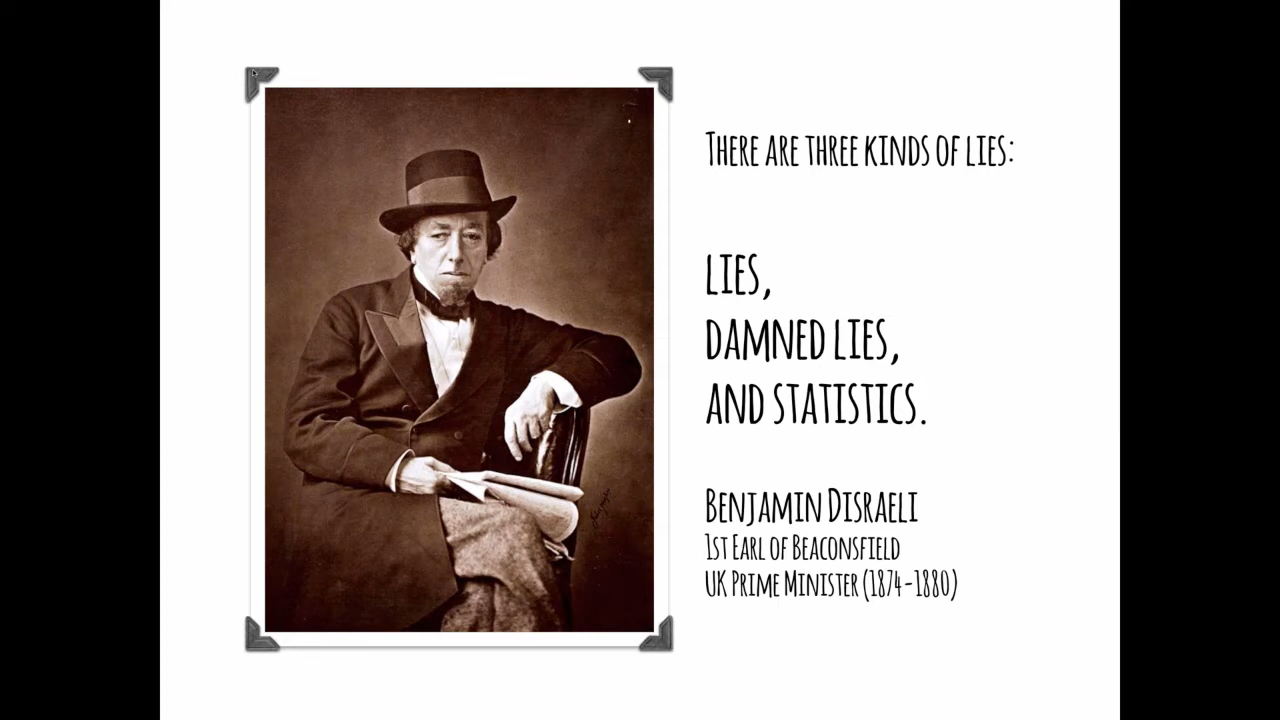 There are three kinds of lies:
lies,
damned lies,
and statistics.
Benjamin Disraeli
1st Earl of Beaconsfield
UK Prime Minister (1874-1880)